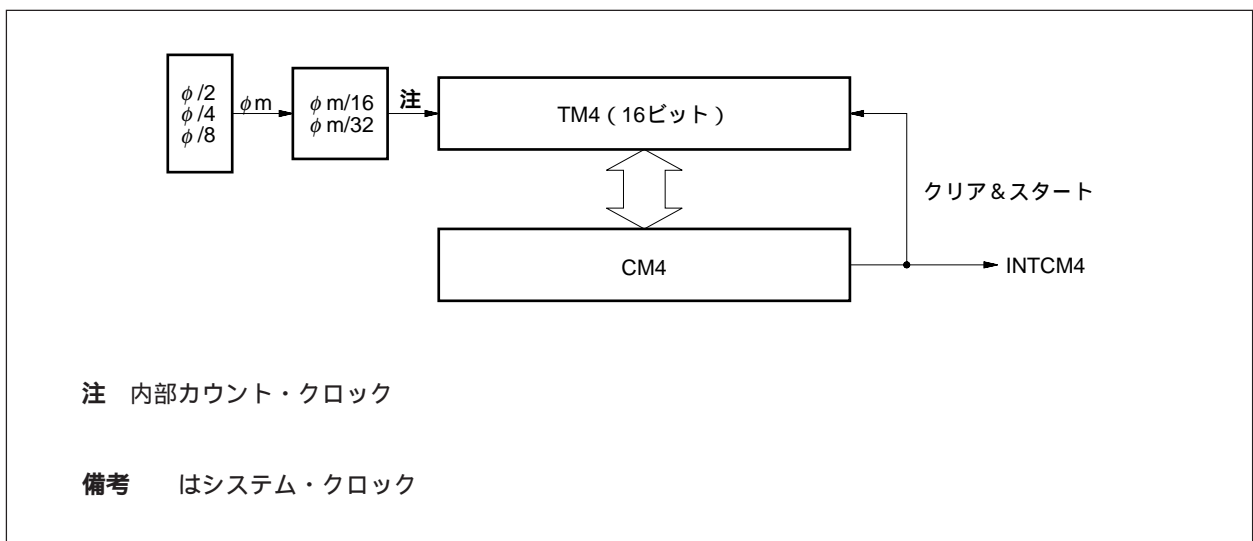 φ/2
φ/4
φ/8
φm
φm/16
φm/32
注
TM4(16ビット)
クリア&スタート
CM4
INTCM4
注 内部カウント・クロック
備考 はシステム・クロック